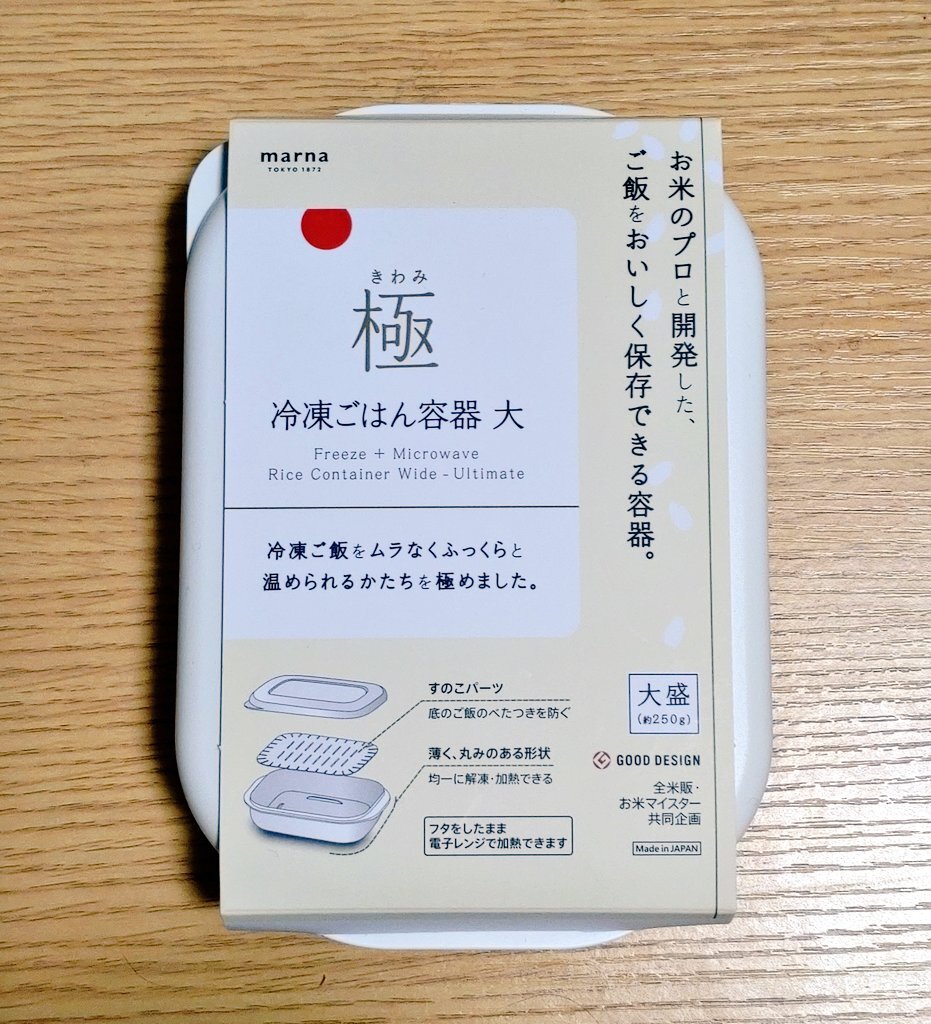 marna
TOKYO 1872
お米のプロと開発した、
ご飯をおいしく保存できる容器。
きわみ
極
冷凍ごはん容器 大
Freeze + Microwave
Rice Container Wide - Ultimate
冷凍ご飯をムラなくふっくらと
温められるかたちを極めました。
すのこパーツ
底のご飯のべたつきを防ぐ
薄く、丸みのある形状
均一に解凍・加熱できる
フタをしたまま
電子レンジで加熱できます
大盛
(約250g)
GOOD DESIGN
全米販・
お米マイスター
共同企画
Made in JAPAN